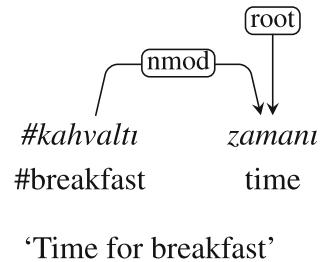 root
nmod
#kahvaltı zamanı
#breakfast time
‘Time for breakfast’